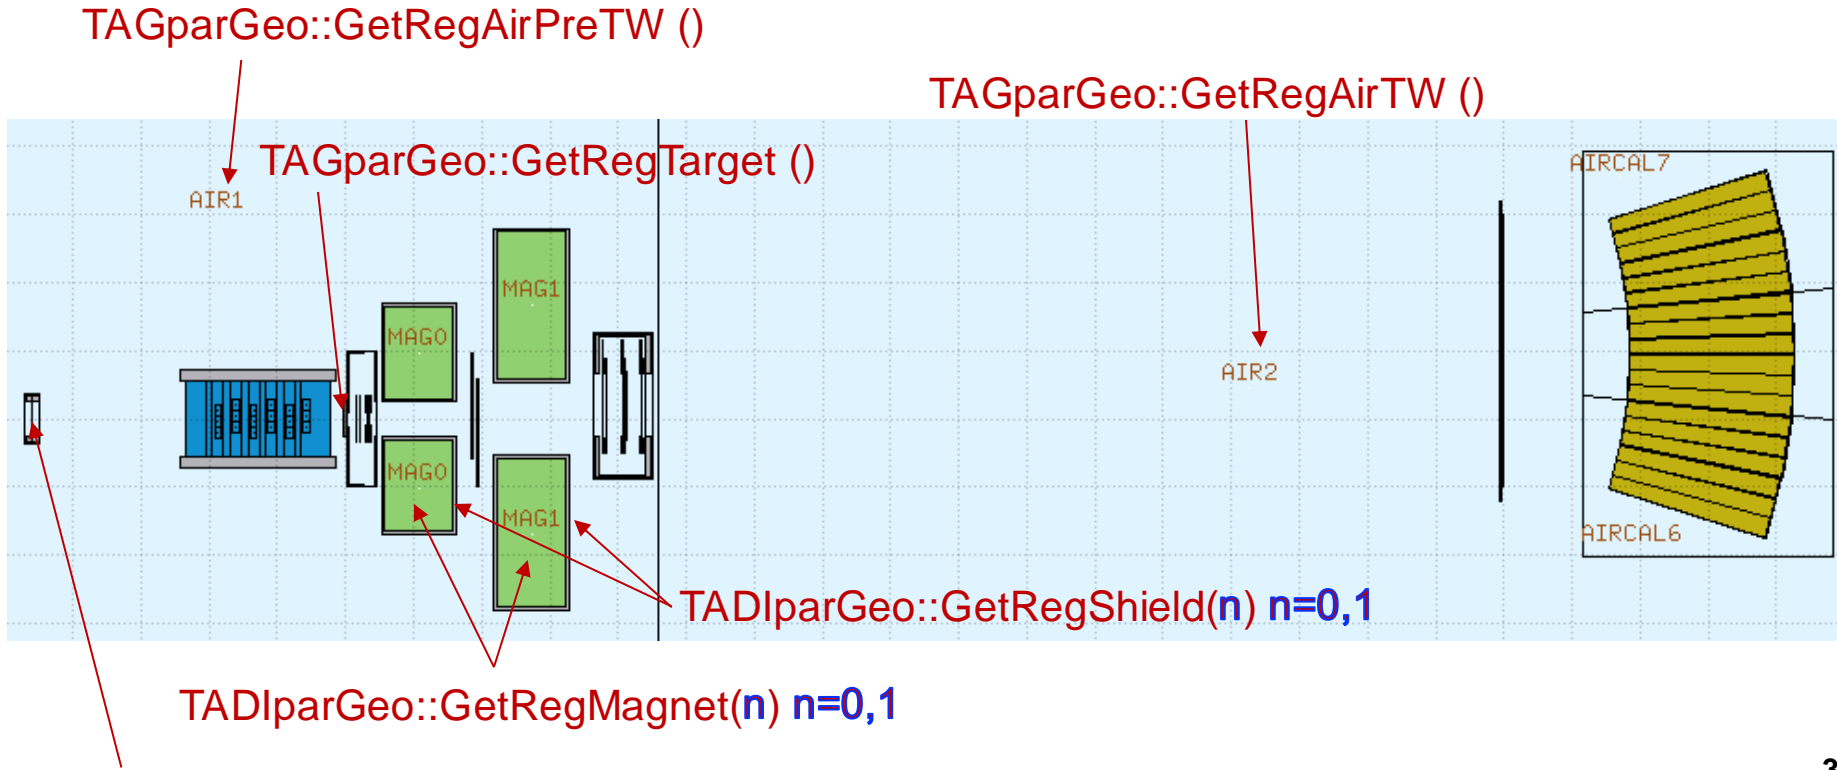 TAGparGeo::GetRegAirPreTW ()
TAGparGeo::GetRegAirTW ()
TAGparGeo::GetRegTarget ()
AIRCAL7
AIR1
MAG1
MAG0
AIR2
MAG0
MAG1
AIRCAL6
TADIparGeo::GetRegShield(n) n=0,1
TADIparGeo::GetRegMagnet(n) n=0,1